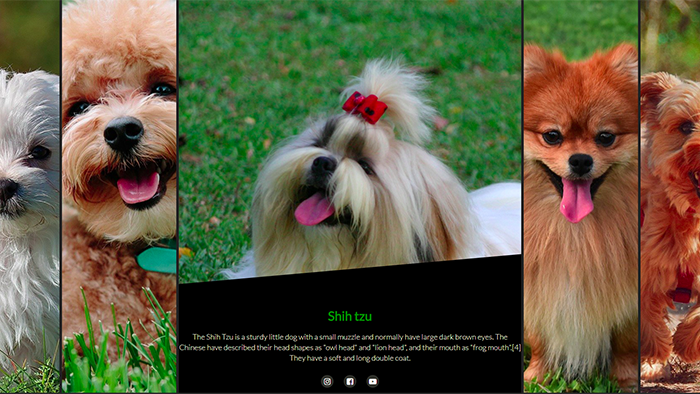 Shih tzu
The Shih Tzu is a sturdy little dog with a small muzzle and normally have large dark brown eyes. The
Chinese have described their head shapes as "owl head" and "lion head", and their mouth as "frog mouth".[4]
They have a soft and long double coat.